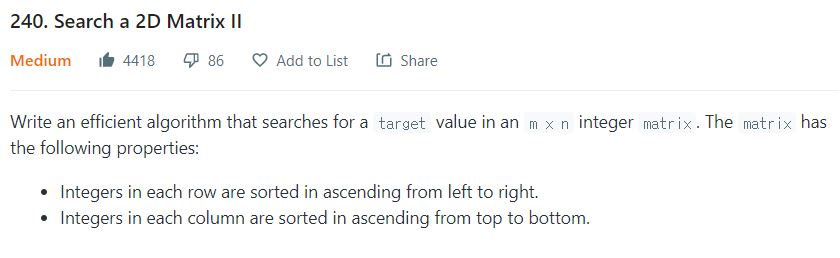 240. Search a 2D Matrix II
Medium 4418 86 Add to List Share
Write an efficient algorithm that searches for a target value in an m x n integer matrix. The matrix has
the following properties:
• Integers in each row are sorted in ascending from left to right.
• Integers in each column are sorted in ascending from top to bottom.